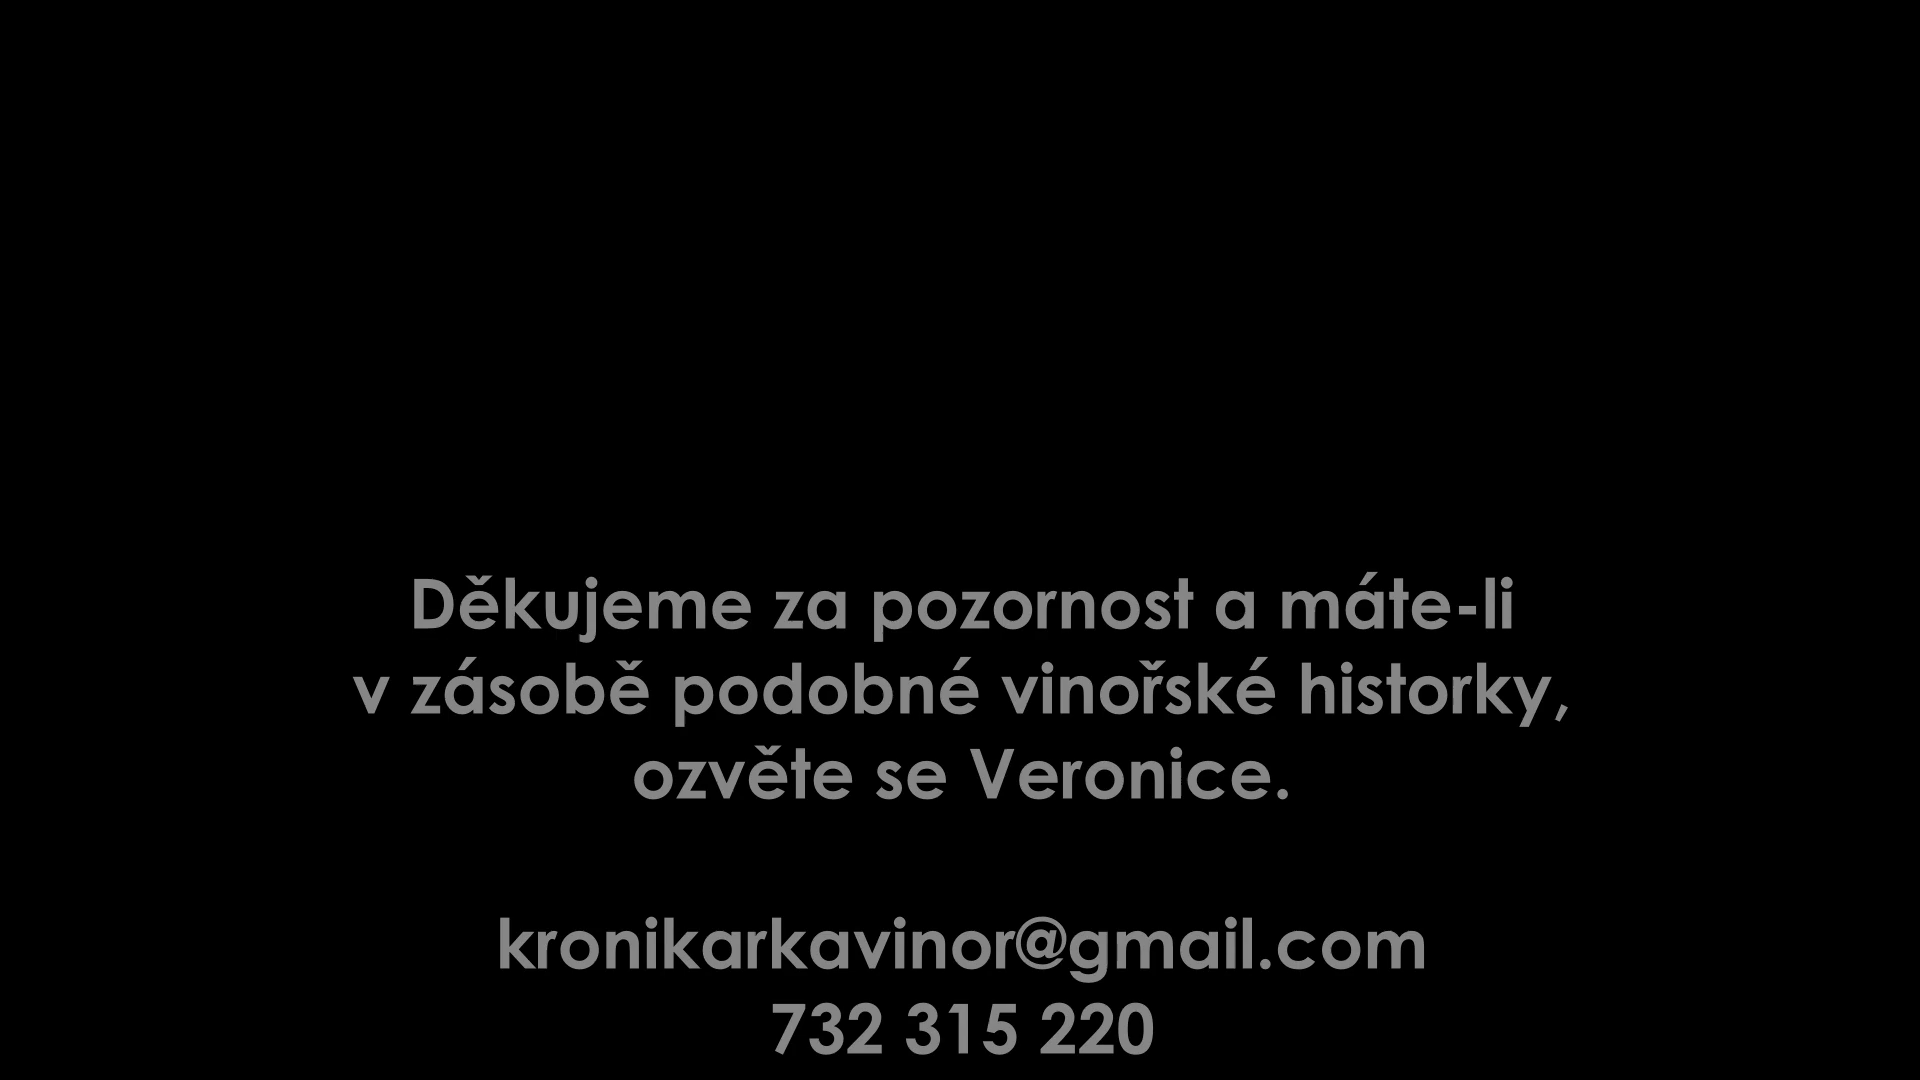 Děkujeme za pozornost a máte-li
v zásobě podobné vinořské historky,
ozvěte se Veronice.
kronikarkavinor@gmail.com
732 315 220